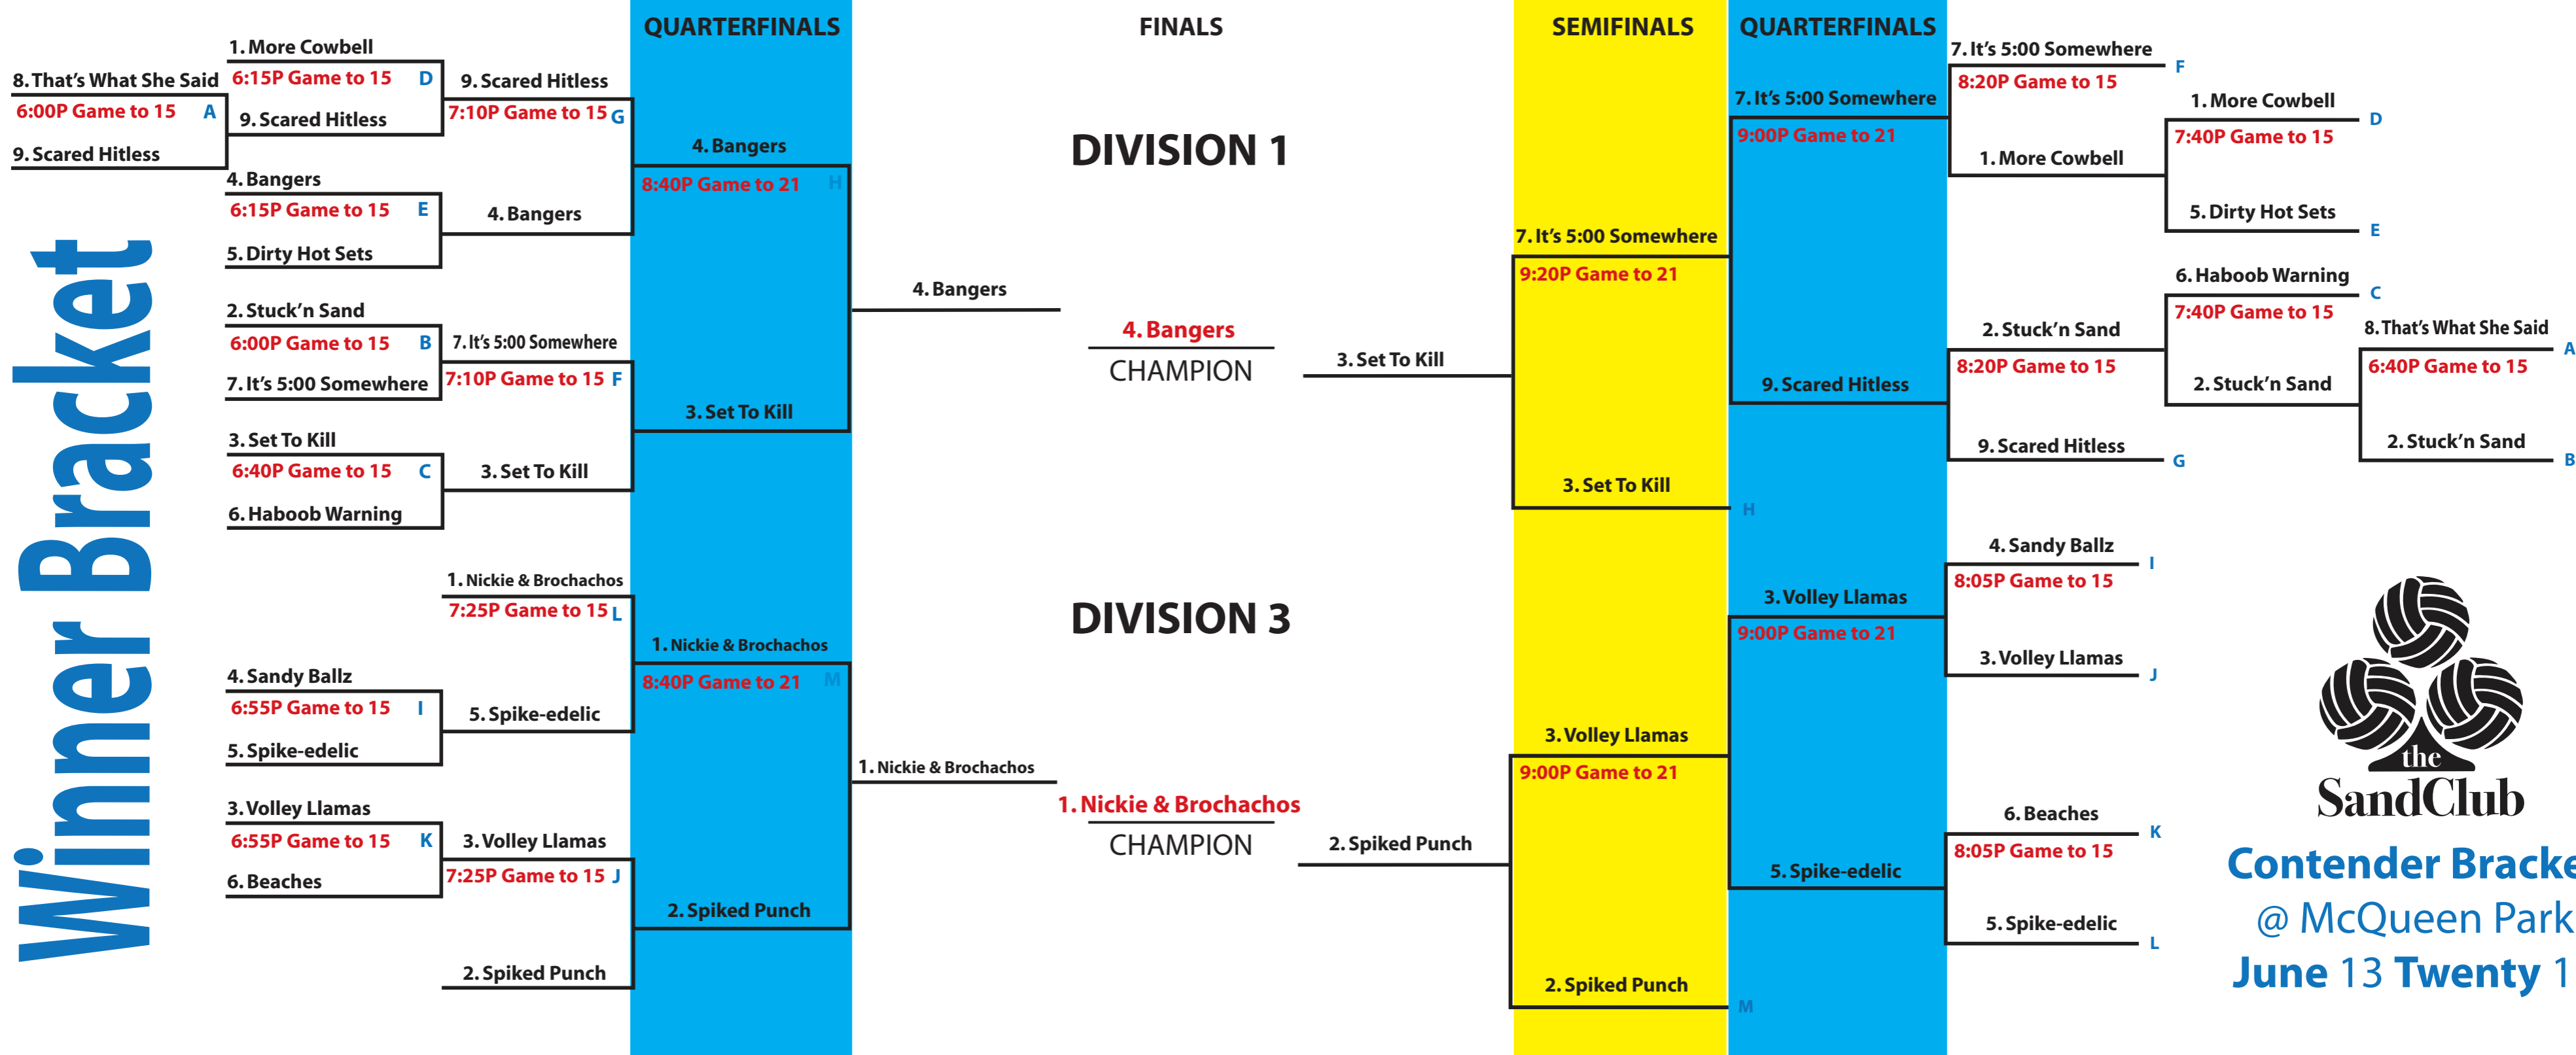 QUARTERFINALS
FINALS
SEMIFINALS
QUARTERFINALS
Winner Bracket
8. That's What She Said
6:00P Game to 15 A
9. Scared Hitless
1. More Cowbell
6:15P Game to 15 D
9. Scared Hitless
4. Bangers
6:15P Game to 15 E
5. Dirty Hot Sets
2. Stuck'n Sand
6:00P Game to 15 B
7. It's 5:00 Somewhere
3. Set To Kill
6:40P Game to 15 C
6. Haboob Warning
9. Scared Hitless
7:10P Game to 15 G
4. Bangers
7. It's 5:00 Somewhere
7:10P Game to 15 F
3. Set To Kill
4. Bangers
8:40P Game to 21 H
3. Set To Kill
4. Bangers
DIVISION 1
4. Bangers
CHAMPION
3. Set To Kill
7. It's 5:00 Somewhere
9:20P Game to 21
3. Set To Kill
H
7. It's 5:00 Somewhere
9:00P Game to 21
9. Scared Hitless
7. It's 5:00 Somewhere
F
8:20P Game to 15
1. More Cowbell
1. More Cowbell
D
7:40P Game to 15
5. Dirty Hot Sets
E
2. Stuck'n Sand
8:20P Game to 15
9. Scared Hitless
G
6. Haboob Warning
C
7:40P Game to 15
2. Stuck'n Sand
8. That's What She Said
A
6:40P Game to 15
2. Stuck'n Sand
B
4. Sandy Ballz
6:55P Game to 15 I
5. Spike-edelic
3. Volley Llamas
6:55P Game to 15 K
6. Beaches
1. Nickie & Brochachos
7:25P Game to 15 L
5. Spike-edelic
3. Volley Llamas
7:25P Game to 15 J
2. Spiked Punch
1. Nickie & Brochachos
8:40P Game to 21 M
2. Spiked Punch
1. Nickie & Brochachos
DIVISION 3
1. Nickie & Brochachos
CHAMPION
2. Spiked Punch
3. Volley Llamas
9:00P Game to 21
2. Spiked Punch
M
3. Volley Llamas
9:00P Game to 21
5. Spike-edelic
4. Sandy Ballz
I
8:05P Game to 15
3. Volley Llamas
J
6. Beaches
K
8:05P Game to 15
5. Spike-edelic
L
the
SandClub
Contender Bracke
@ McQueen Park
June 13 Twenty 1